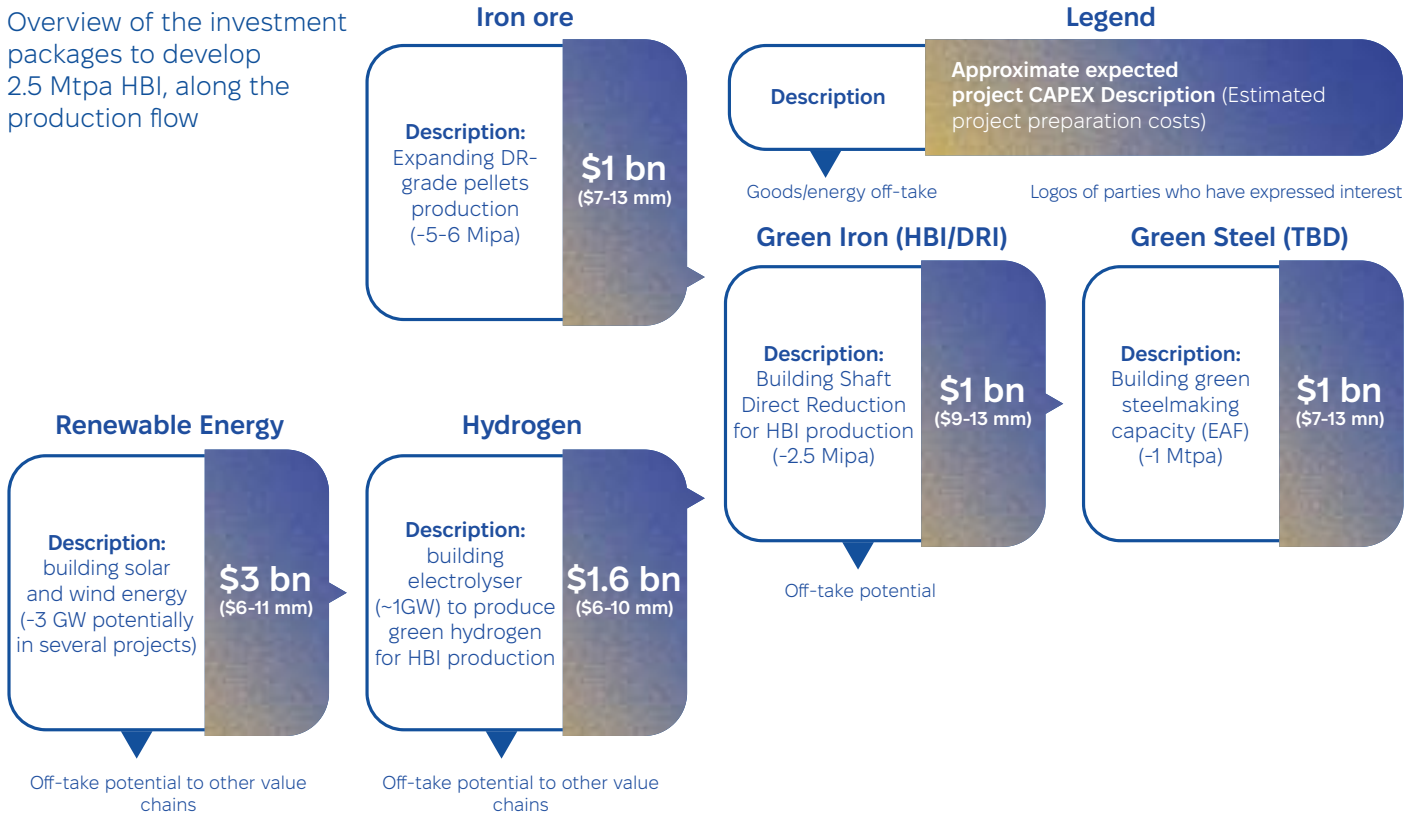 Overview of the investment
packages to develop
2.5 Mtpa HBI, along the
production flow
Iron ore
Description:
Expanding DR-
grade pellets
production
(-5-6 Mipa)
$1 bn
($7-13 mm)
Legend
Description
Approximate expected
project CAPEX Description (Estimated
project preparation costs)
Goods/energy off-take
Logos of parties who have expressed interest
Green Iron (HBI/DRI)
Description:
Building Shaft
Direct Reduction
for HBI production
(-2.5 Mipa)
$1 bn
($9-13 mm)
Off-take potential
Green Steel (TBD)
Description:
Building green
steelmaking
capacity (EAF)
(-1 Mtpa)
$1 bn
($7-13 mn)
Renewable Energy
Description:
building solar
and wind energy
(-3 GW potentially
in several projects)
$3 bn
($6-11 mm)
Off-take potential to other value
chains
Hydrogen
Description:
building
electrolyser
(~1GW) to produce
green hydrogen
for HBI production
$1.6 bn
($6-10 mm)
Off-take potential to other value
chains